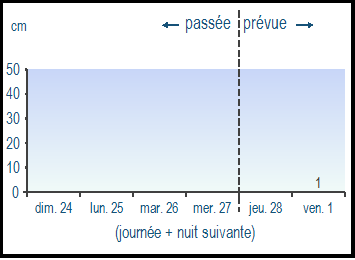 ← passée prévue →
cm
50
40
30
20
10
0
1
dim. 24 lun. 25 mar. 26 mer. 27 jeu. 28 ven. 1
(journée + nuit suivante)